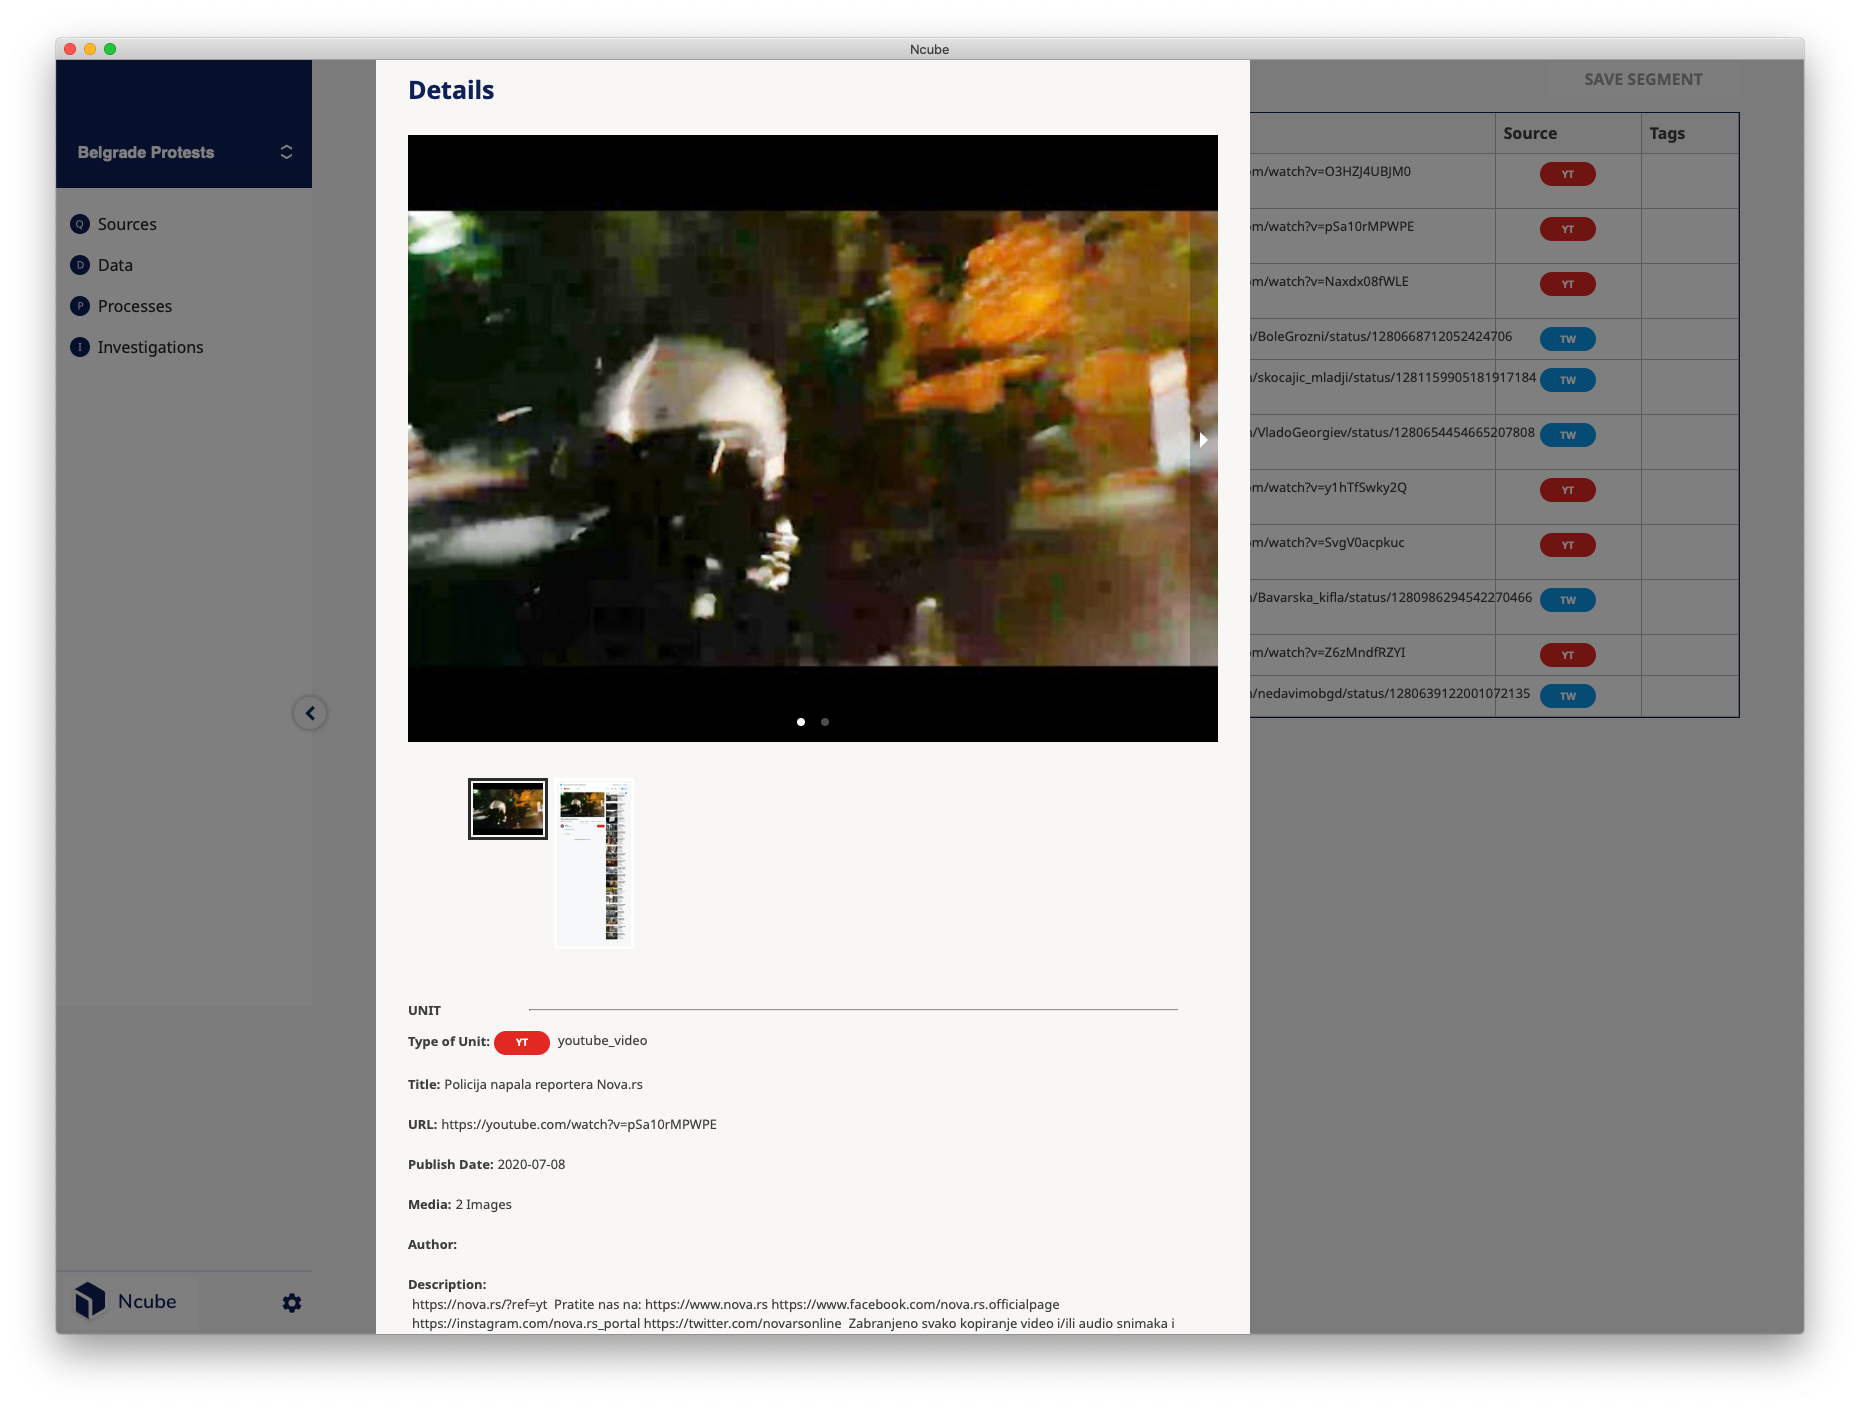 Ncube
Belgrade Protests
Q Sources
D Data
P Processes
I Investigations
Ncube
Details
UNIT
Type of Unit: YT youtube_video
Title: Policija napala reportera Nova.rs
URL: https://youtube.com/watch?v=pSa10rMPWPE
Publish Date: 2020-07-08
Media: 2 Images
Author:
Description:
https://nova.rs/?ref=yt Pratite nas na: https://www.nova.rs https://www.facebook.com/nova.rs.officialpage
https://instagram.com/nova.rs_portal https://twitter.com/novarsonline Zabranjeno svako kopiranje video i/ili audio snimaka i
SAVE SEGMENT
Source Tags
om/watch?v=O3HZJ4UBJM0 YT
om/watch?v=pSa10rMPWPE YT
om/watch?v=Naxdx08fWLE YT
/BoleGrozni/status/1280668712052424706 TW
/skocajic_mladji/status/1281159905181917184 TW
/VladoGeorgiev/status/1280654454665207808 TW
om/watch?v=y1hTfSwky2Q YT
om/watch?v=SvgV0acpkuc YT
/Bavarska_kifla/status/1280986294542270466 TW
om/watch?v=Z6zMndfRZYI YT
/nedavimobgd/status/1280639122001072135 TW